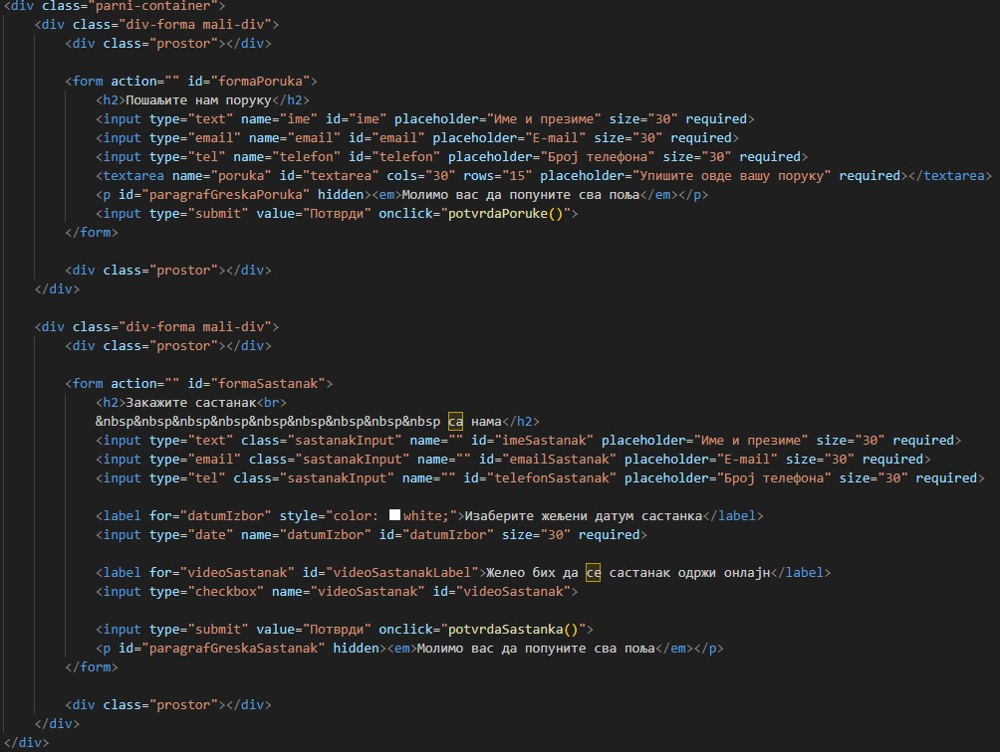 <div class="parni-container">
<div class="div-forma mali-div">
<div class="prostor"></div>
<form action="" id="formaPoruka">
<h2>Пошаљите нам поруку</h2>
<input type="text" name="ime" id="ime" placeholder="Име и презиме" size="30" required>
<input type="email" name="email" id="email" placeholder="E-mail" size="30" required>
<input type="tel" name="telefon" id="telefon" placeholder="Број телефона" size="30" required>
<textarea name="poruka" id="textarea" cols="30" rows="15" placeholder="Упишите овде вашу поруку" required></textarea>
<p id="paragrafGreskaPoruka" hidden><em>Молимо вас да попуните сва поља</em></p>
<input type="submit" value="Потврди" onclick="potvrdaPoruke()">
</form>
<div class="prostor"></div>
</div>
<div class="div-forma mali-div">
<div class="prostor"></div>
<form action="" id="formaSastanak">
<h2>Закажите састанак<br>
&nbsp&nbsp&nbsp&nbsp&nbsp&nbsp&nbsp&nbsp&nbsp са нама</h2>
<input type="text" class="sastanakInput" name="" id="imeSastanak" placeholder="Име и презиме" size="30" required>
<input type="email" class="sastanakInput" name="" id="emailSastanak" placeholder="E-mail" size="30" required>
<input type="tel" class="sastanakInput" name="" id="telefonSastanak" placeholder="Број телефона" size="30" required>
<label for="datumIzbor" style="color: white;">Изаберите жељени датум састанка</label>
<input type="date" name="datumIzbor" id="datumIzbor" size="30" required>
<label for="videoSastanak" id="videoSastanakLabel">Желео бих да се састанак одржи онлајн</label>
<input type="checkbox" name="videoSastanak" id="videoSastanak">
<input type="submit" value="Потврди" onclick="potvrdaSastanka()">
<p id="paragrafGreskaSastanak" hidden><em>Молимо вас да попуните сва поља</em></p>
</form>
<div class="prostor"></div>
</div>
</div>